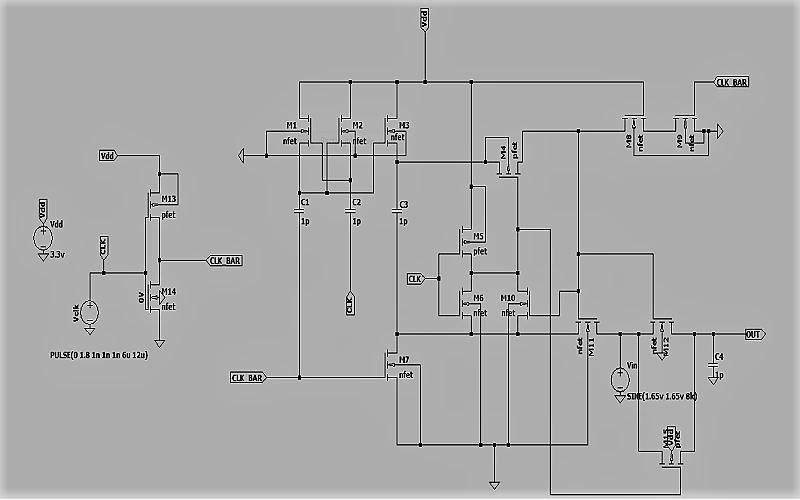 Vdd
CLK_BAR
M1
nfet
M2
nfet
M3
nfet
M4
pfet
M8
nfet
M9
nfet
Vdd
M13
pfet
C1
1p
C2
1p
C3
1p
Vdd
Vdd
3.3v
CLK
CLK_BAR
M5
pfet
CLK
M14
nfet
0V
Vclk
CLK
M6
nfet
M10
nfet
PULSE(0 1.8 1n 1n 1n 6u 12u)
M7
nfet
CLK_BAR
nfet
M11
nfet
M12
OUT
Vin
SINE(1.65v 1.65v 8k)
C4
1p
Vdd
pfet